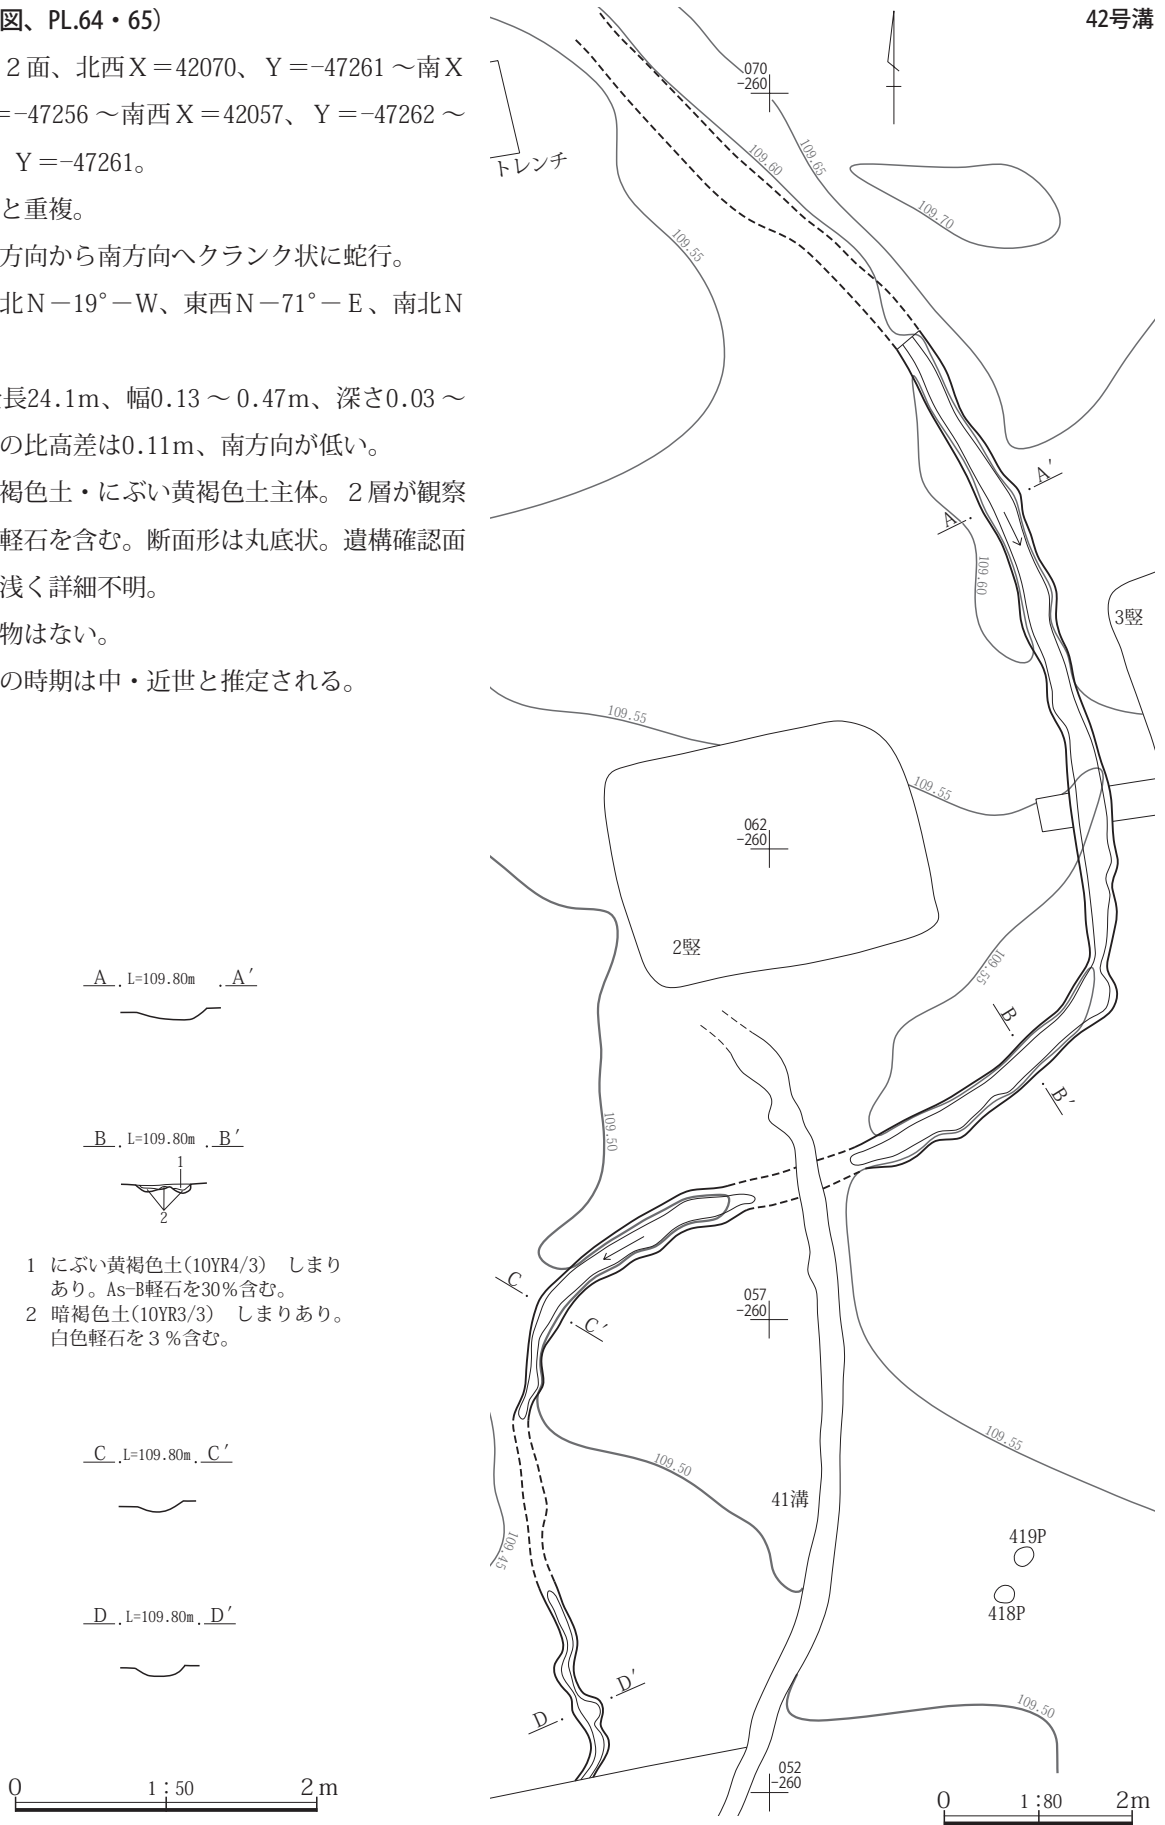 図、PL.64・65）
２面、北西Ｘ＝42070、Ｙ＝−47261～南Ｘ
＝−47256～南西Ｘ＝42057、Ｙ＝−47262～
Ｙ＝−47261。
と重複。
方向から南方向へクランク状に蛇行。
北Ｎ−19°−Ｗ、東西Ｎ−71°−Ｅ、南北Ｎ
長24.1ｍ、幅0.13～0.47ｍ、深さ0.03～
の比高差は0.11ｍ、南方向が低い。
褐色土・にぶい黄褐色土主体。２層が観察
軽石を含む。断面形は丸底状。遺構確認面
浅く詳細不明。
物はない。
の時期は中・近世と推定される。
A . L=109.80m . A′
B . L=109.80m . B′
1
2
1 にぶい黄褐色土(10YR4/3)　しまり
あり。As-B軽石を30％含む。
2 暗褐色土(10YR3/3)　しまりあり。
白色軽石を３％含む。
C . L=109.80m . C′
D . L=109.80m . D′
0 1：50 2ｍ
42号溝
070
-260
トレンチ
109.60
109.65
109.70
109.55
A′
A
109.60
3竪
109.55
109.55
062
-260
2竪
109.55
B
B′
109.50
C
C′
057
-260
109.55
109.50
41溝
109.45
419P
418P
D′
D
109.50
052
-260
0 1：80 2ｍ